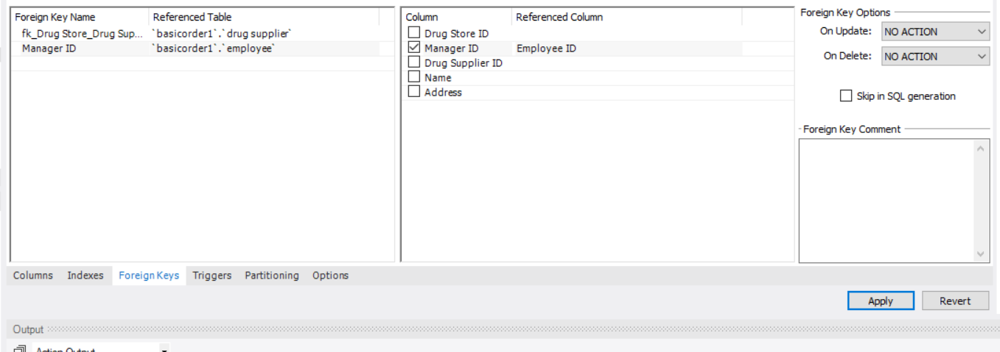 Foreign Key Name Referenced Table
fk_Drug Store_Drug Sup... `basicorder1`.`drug supplier`
Manager ID `basicorder1`.`employee`
Column Referenced Column
Drug Store ID
Manager ID Employee ID
Drug Supplier ID
Name
Address
Foreign Key Options
On Update: NO ACTION
On Delete: NO ACTION
Skip in SQL generation
Foreign Key Comment
Columns Indexes Foreign Keys Triggers Partitioning Options
Apply Revert
Output
Action Output